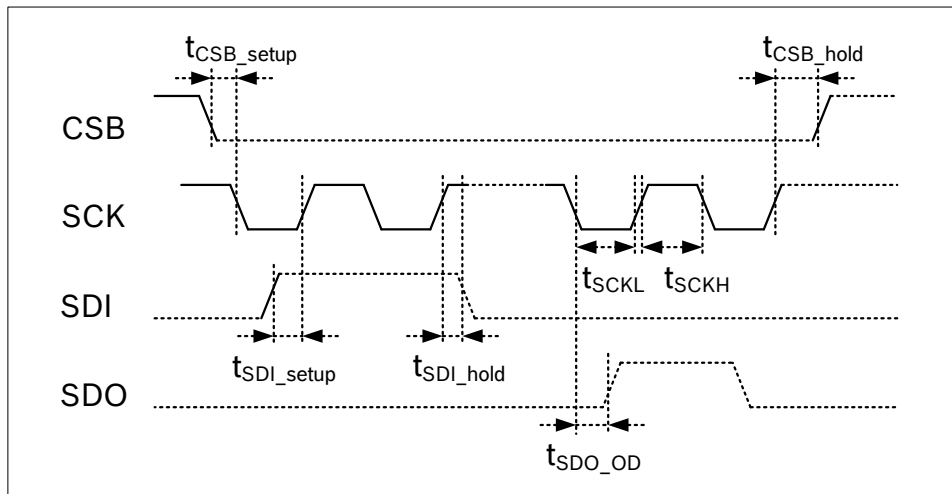 tCSB_setup
tCSB_hold
CSB
SCK
tSCKL
tSCKH
SDI
tSDI_setup
tSDI_hold
SDO
tSDO_OD